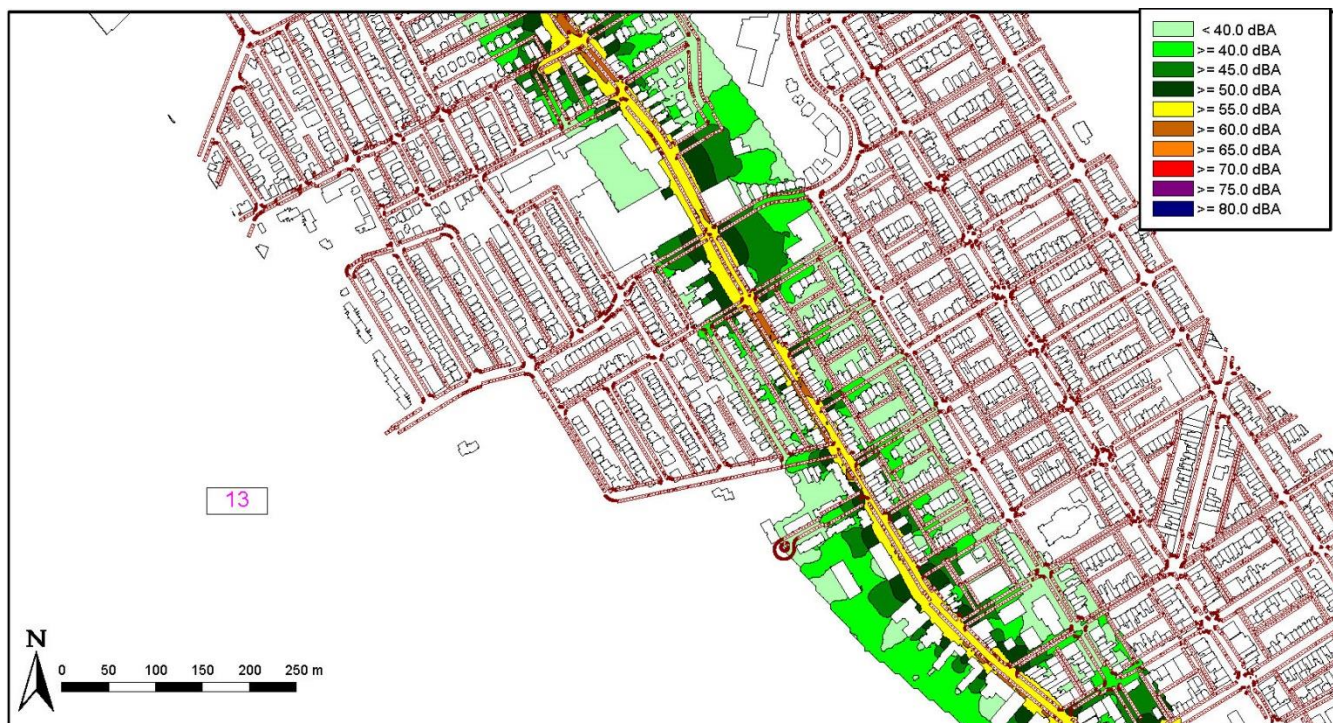 < 40.0 dBA
>= 40.0 dBA
>= 45.0 dBA
>= 50.0 dBA
>= 55.0 dBA
>= 60.0 dBA
>= 65.0 dBA
>= 70.0 dBA
>= 75.0 dBA
>= 80.0 dBA
13
N
0 50 100 150 200 250 m